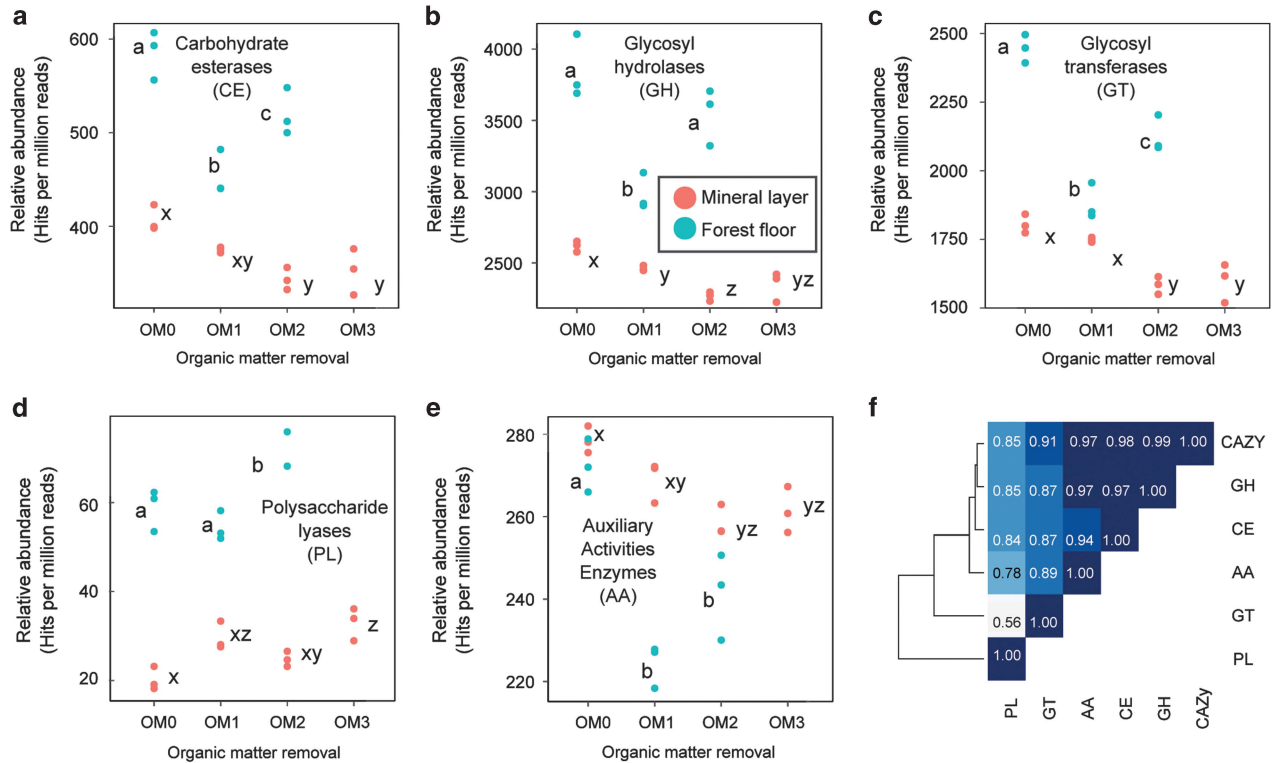 a
Relative abundance
(Hits per million reads)
600
500
400
Carbohydrate
esterases
(CE)
a
b
c
x
xy
y
y
OM0 OM1 OM2 OM3
Organic matter removal
b
Relative abundance
(Hits per million reads)
4000
3500
3000
2500
Glycosyl
hydrolases
(GH)
a
b
a
Mineral layer
Forest floor
x
y
z
yz
OM0 OM1 OM2 OM3
Organic matter removal
c
Relative abundance
(Hits per million reads)
2500
2250
2000
1750
1500
Glycosyl
transferases
(GT)
a
b
c
x
x
y
y
OM0 OM1 OM2 OM3
Organic matter removal
d
Relative abundance
(Hits per million reads)
60
40
20
Polysaccharide
lyases
(PL)
a
a
b
x
xz
xy
z
OM0 OM1 OM2 OM3
Organic matter removal
e
Relative abundance
(Hits per million reads)
280
260
240
220
Auxiliary
Activities
Enzymes
(AA)
x
a
xy
b
yz
b
yz
OM0 OM1 OM2 OM3
Organic matter removal
f
0.85 0.91 0.97 0.98 0.99 1.00 CAZY
0.85 0.87 0.97 0.97 1.00 GH
0.84 0.87 0.94 1.00 CE
0.78 0.89 1.00 AA
0.56 1.00 GT
1.00 PL
PL GT AA CE GH CAZy